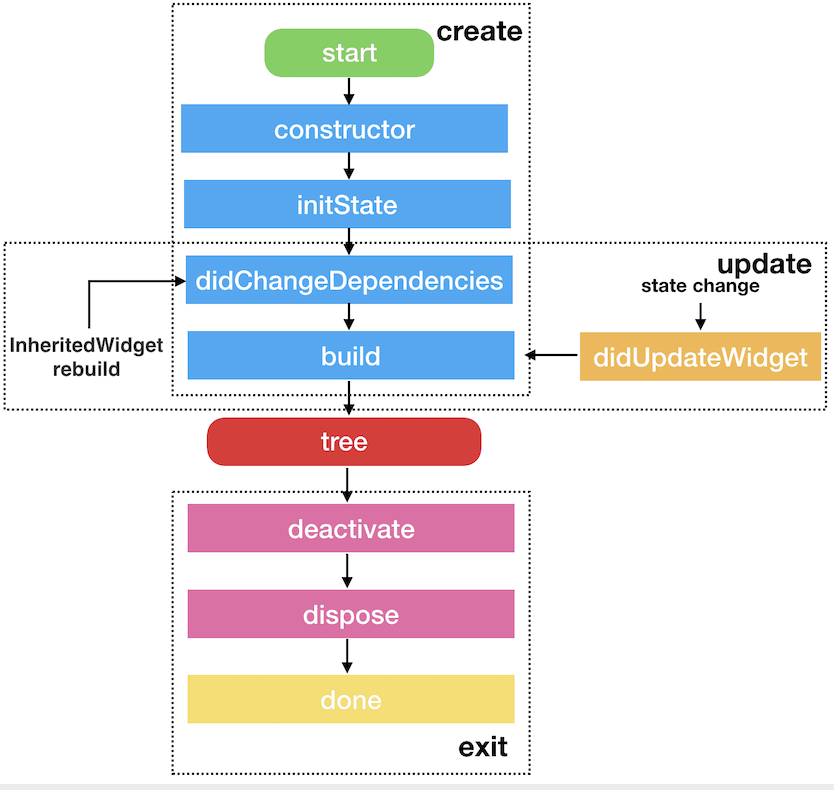 create
start
constructor
initState
update
didChangeDependencies
state change
InheritedWidget
rebuild
build
didUpdateWidget
tree
deactivate
dispose
done
exit